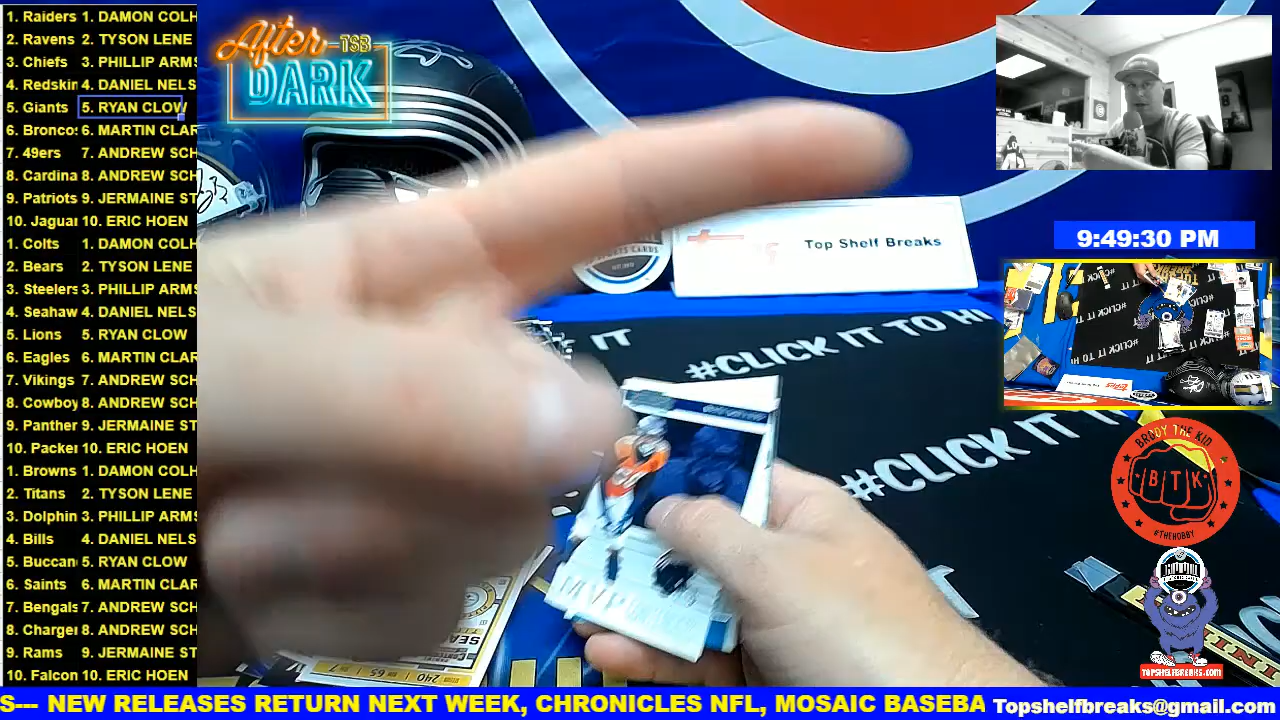 1. Raiders 1. DAMON COLH
2. Ravens 2. TYSON LENE
3. Chiefs 3. PHILLIP ARMS
4. Redskin 4. DANIEL NELS
5. Giants 5. RYAN CLOW
6. Broncos 6. MARTIN CLAR
7. 49ers 7. ANDREW SCH
8. Cardina 8. ANDREW SCH
9. Patriots 9. JERMAINE ST
10. Jaguar 10. ERIC HOEN
1. Colts 1. DAMON COLH
2. Bears 2. TYSON LENE
3. Steelers 3. PHILLIP ARMS
4. Seahaw 4. DANIEL NELS
5. Lions 5. RYAN CLOW
6. Eagles 6. MARTIN CLAR
7. Vikings 7. ANDREW SCH
8. Cowboy 8. ANDREW SCH
9. Panther 9. JERMAINE ST
10. Packer 10. ERIC HOEN
1. Browns 1. DAMON COLH
2. Titans 2. TYSON LENE
3. Dolphin 3. PHILLIP ARMS
4. Bills 4. DANIEL NELS
5. Buccan 5. RYAN CLOW
6. Saints 6. MARTIN CLAR
7. Bengals 7. ANDREW SCH
8. Charger 8. ANDREW SCH
9. Rams 9. JERMAINE ST
10. Falcon 10. ERIC HOEN
After TSB
DARK
Top Shelf Breaks
9:49:30 PM
IT
#CLICK IT TO HI
#CLICK IT T
BRODY THE KID
BTK
#THEHOBBY
TOPSHELFBREAKS.COM
MVP
240 65 7
S--- NEW RELEASES RETURN NEXT WEEK, CHRONICLES NFL, MOSAIC BASEBA
Topshelfbreaks@gmail.com